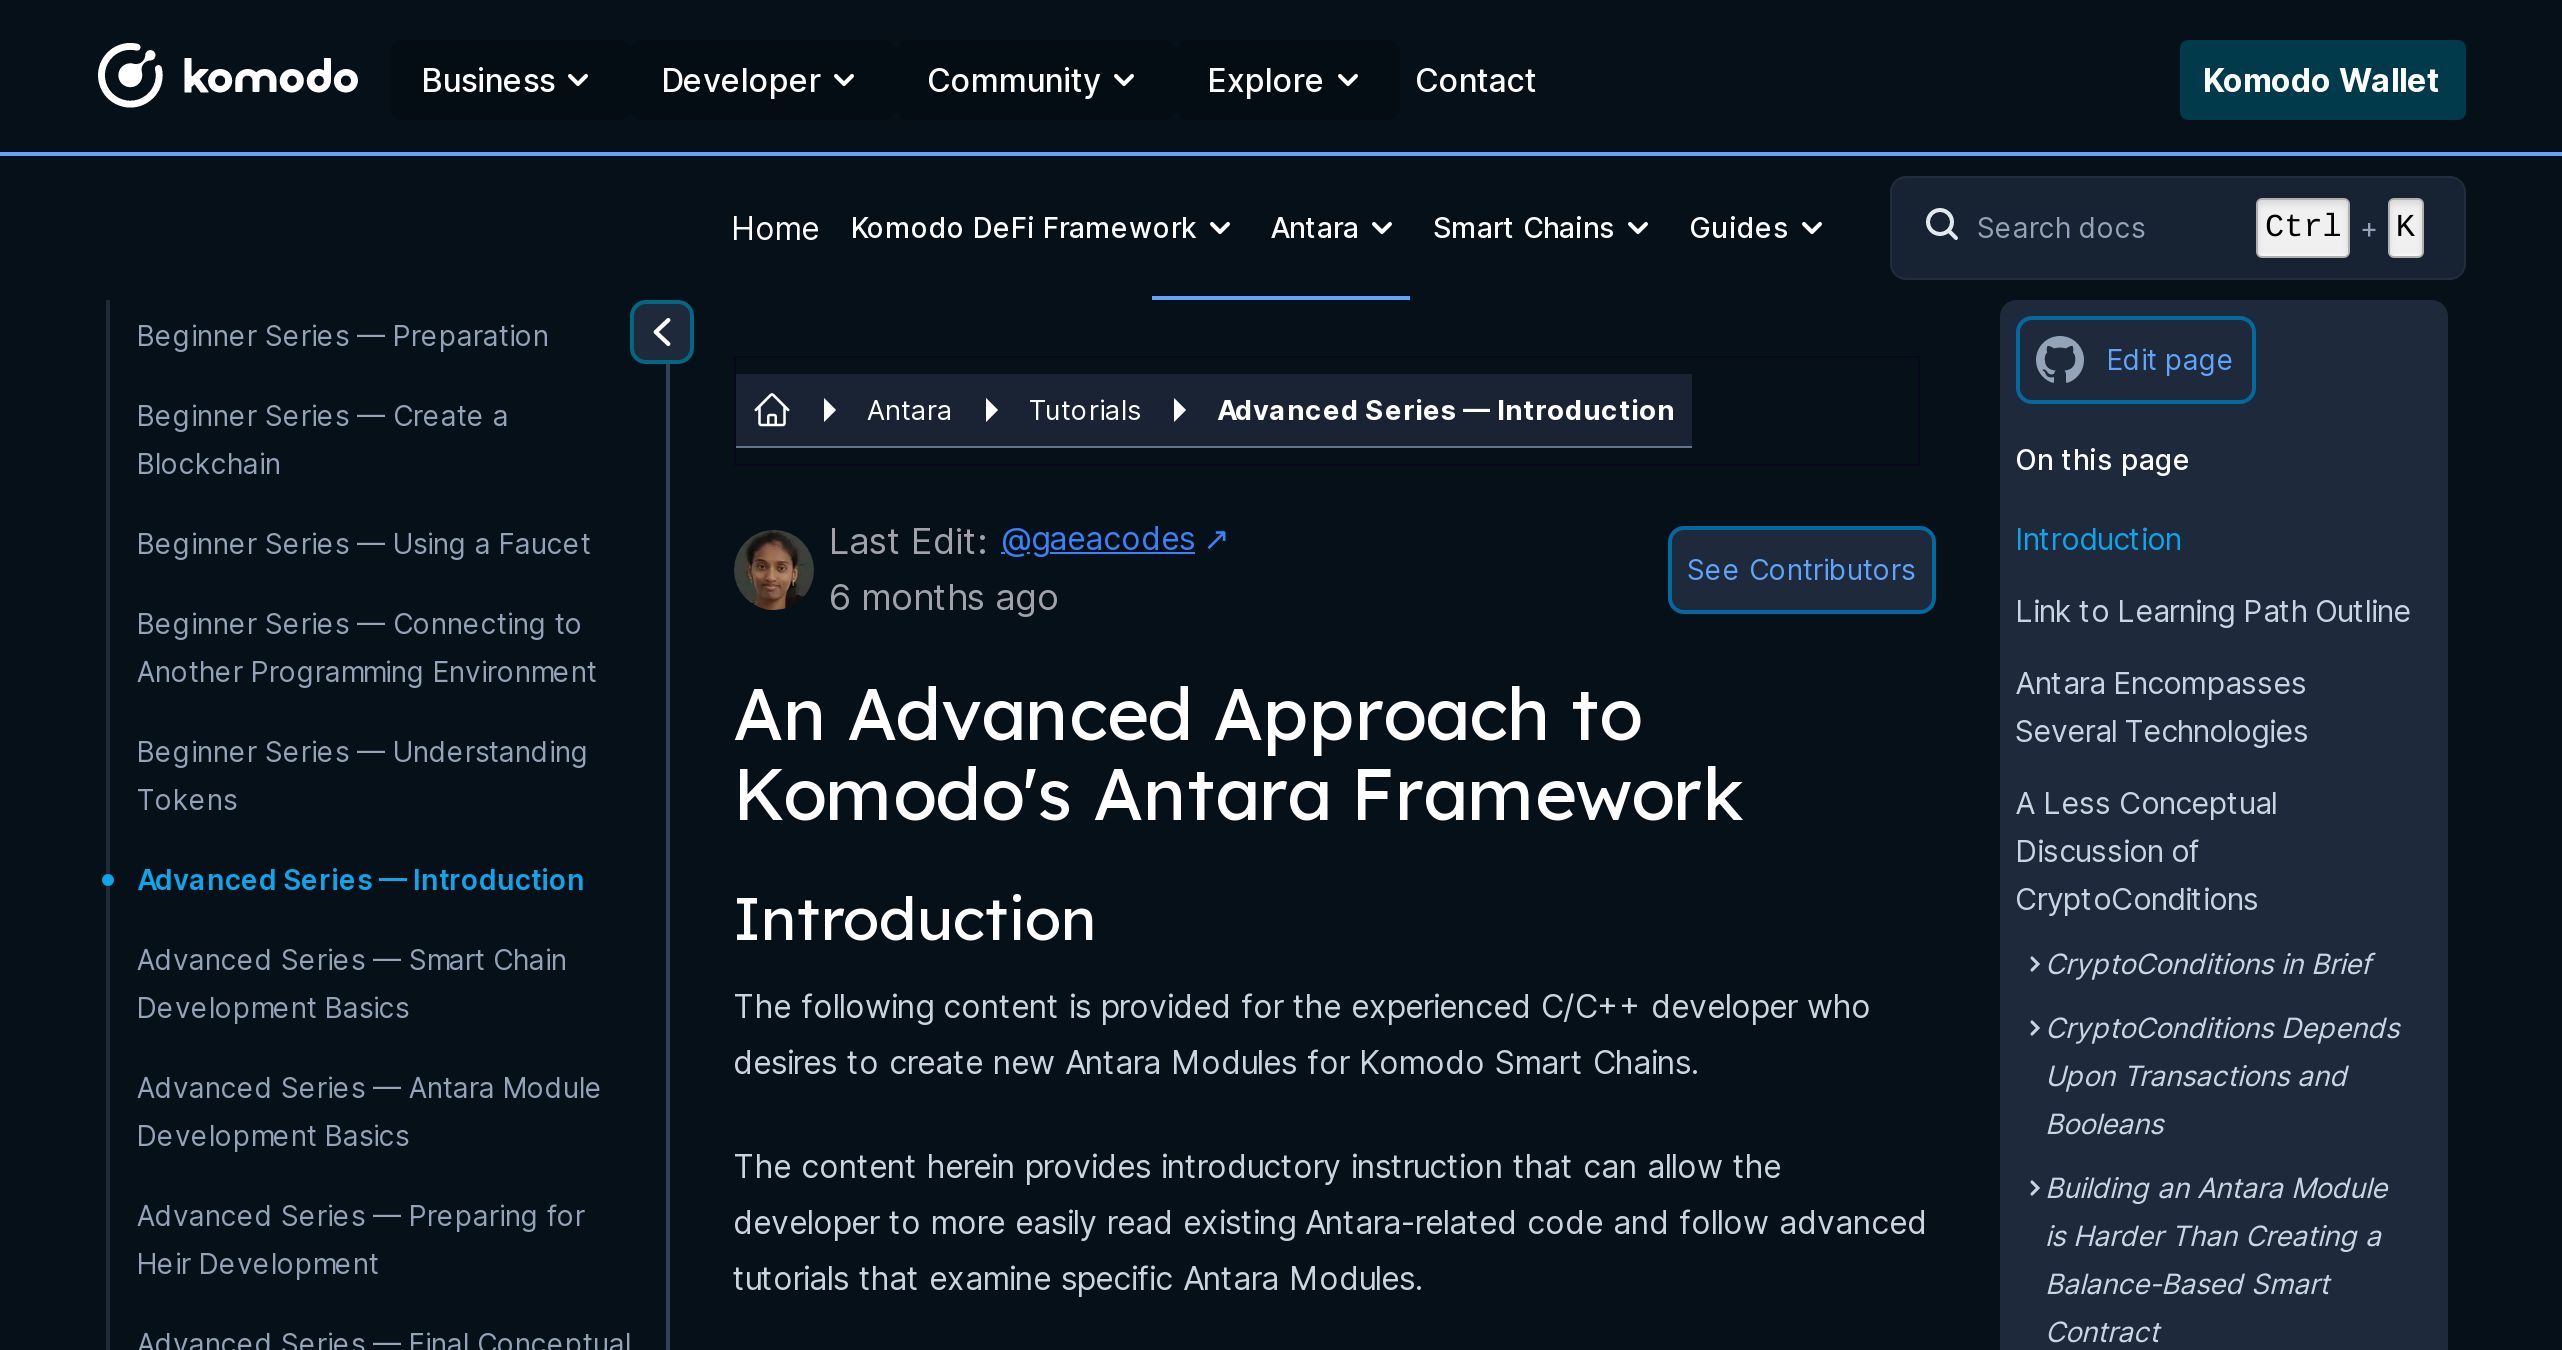 komodo
Business
Developer
Community
Explore
Contact
Komodo Wallet
Home
Komodo DeFi Framework
Antara
Smart Chains
Guides
Search docs
Ctrl + K
Beginner Series — Preparation
Beginner Series — Create a
Blockchain
Beginner Series — Using a Faucet
Beginner Series — Connecting to
Another Programming Environment
Beginner Series — Understanding
Tokens
Advanced Series — Introduction
Advanced Series — Smart Chain
Development Basics
Advanced Series — Antara Module
Development Basics
Advanced Series — Preparing for
Heir Development
Advanced Series — Final Conceptual
Antara
Tutorials
Advanced Series — Introduction
Last Edit: @gaeacodes ↗
6 months ago
See Contributors
An Advanced Approach to
Komodo's Antara Framework
Introduction
The following content is provided for the experienced C/C++ developer who
desires to create new Antara Modules for Komodo Smart Chains.
The content herein provides introductory instruction that can allow the
developer to more easily read existing Antara-related code and follow advanced
tutorials that examine specific Antara Modules.
Edit page
On this page
Introduction
Link to Learning Path Outline
Antara Encompasses
Several Technologies
A Less Conceptual
Discussion of
CryptoConditions
CryptoConditions in Brief
CryptoConditions Depends
Upon Transactions and
Booleans
Building an Antara Module
is Harder Than Creating a
Balance-Based Smart
Contract